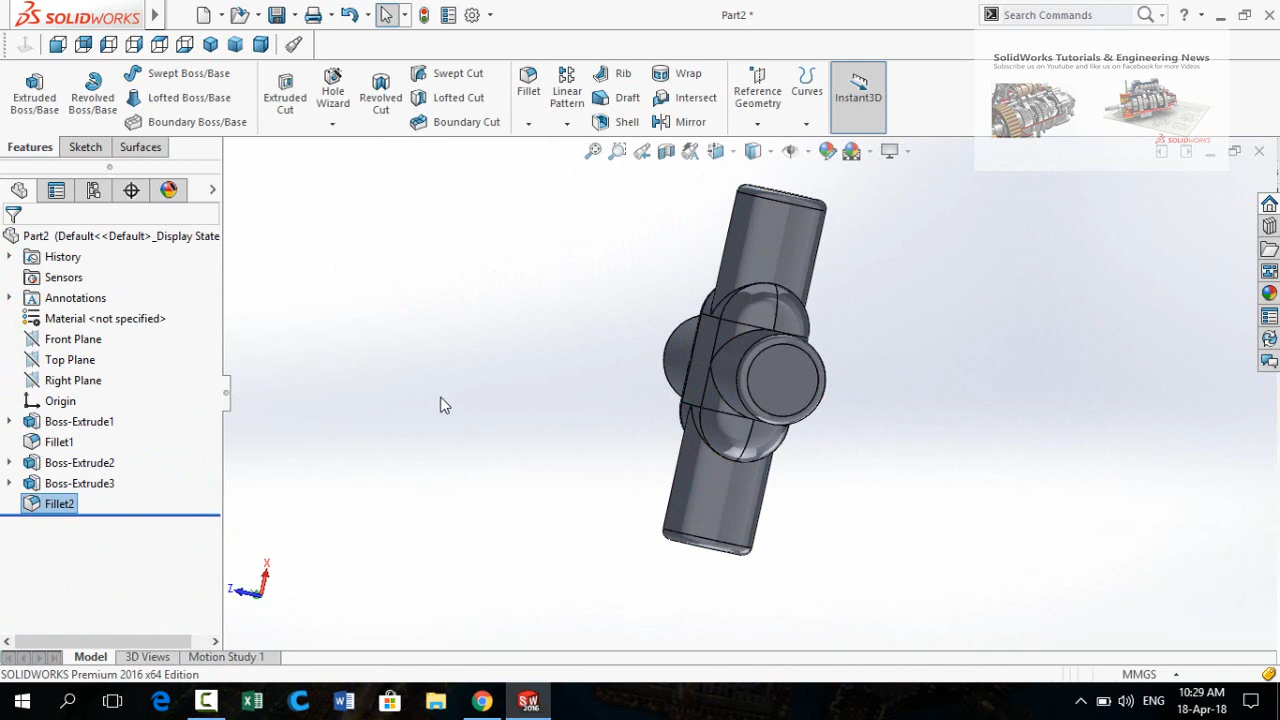 SOLIDWORKS
Part2 *
Search Commands
?
SolidWorks Tutorials & Engineering News
Subscribe us on Youtube and like us on Facebook for more Videos
SOLIDWORKS
Extruded Boss/Base
Revolved Boss/Base
Swept Boss/Base
Lofted Boss/Base
Boundary Boss/Base
Extruded Cut
Hole Wizard
Revolved Cut
Swept Cut
Lofted Cut
Boundary Cut
Fillet
Linear Pattern
Rib
Draft
Shell
Wrap
Intersect
Mirror
Reference Geometry
Curves
Instant3D
Features
Sketch
Surfaces
Part2 (Default<<Default>_Display State
History
Sensors
Annotations
Material <not specified>
Front Plane
Top Plane
Right Plane
Origin
Boss-Extrude1
Fillet1
Boss-Extrude2
Boss-Extrude3
Fillet2
X
Z
Model
3D Views
Motion Study 1
SOLIDWORKS Premium 2016 x64 Edition
MMGS
ENG
10:29 AM
18-Apr-18